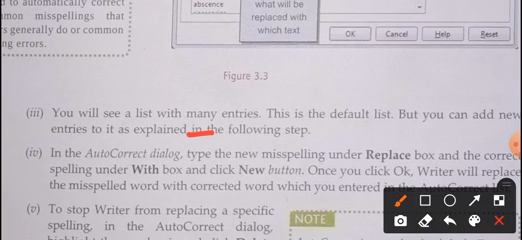 d to automatically correct
mon misspellings that
s generally do or common
ng errors.
abscence
what will be
replaced with
which text
OK Cancel Help Reset
Figure 3.3
(iii) You will see a list with many entries. This is the default list. But you can add new
entries to it as explained in the following step.
(iv) In the AutoCorrect dialog, type the new misspelling under Replace box and the correct
spelling under With box and click New button. Once you click Ok, Writer will replace
the misspelled word with corrected word which you entered in the
(v) To stop Writer from replacing a specific
spelling, in the AutoCorrect dialog,
NOTE